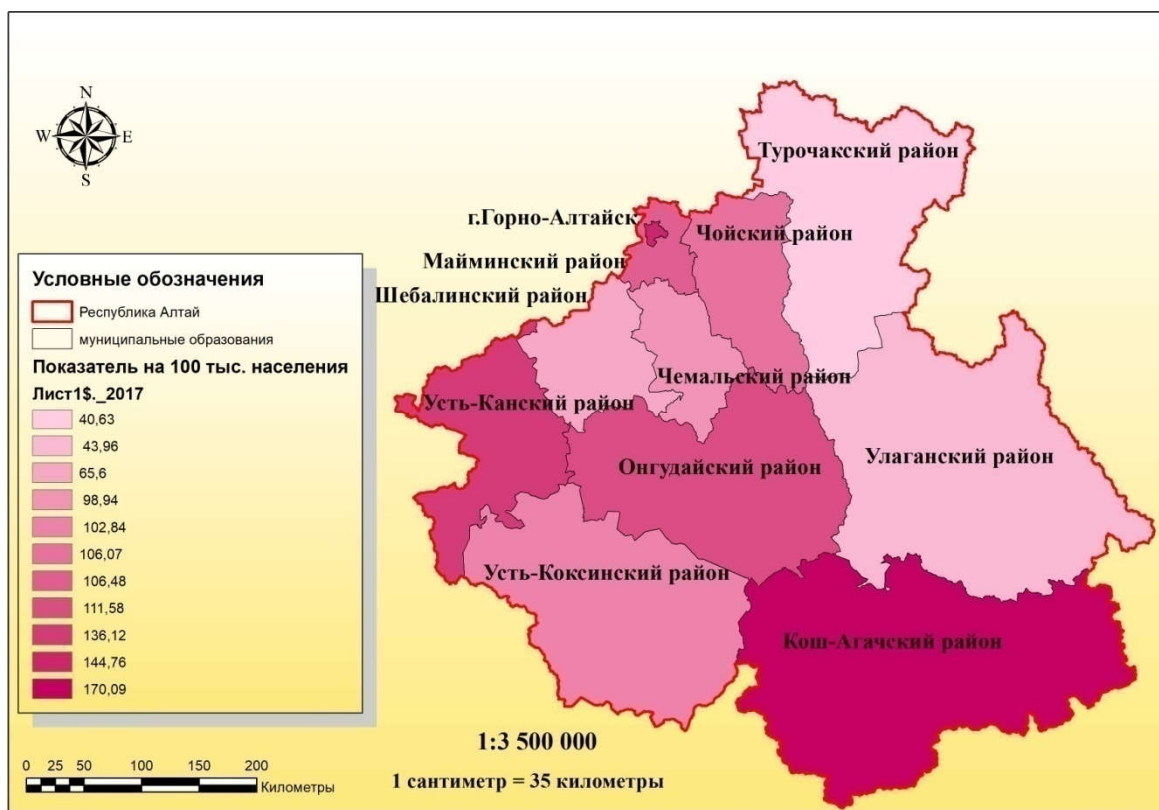 N
W E
S
Турочакский район
г.Горно-Алтайск
Чойский район
Майминский район
Шебалинский район
Чемальский район
Усть-Канский район
Улаганский район
Онгудайский район
Усть-Коксинский район
Кош-Агачский район
Условные обозначения
Республика Алтай
муниципальные образования
Показатель на 100 тыс. населения
Лист1$._2017
40,63
43,96
65,6
98,94
102,84
106,07
106,48
111,58
136,12
144,76
170,09
1:3 500 000
1 сантиметр = 35 километры
0 25 50 100 150 200
Километры